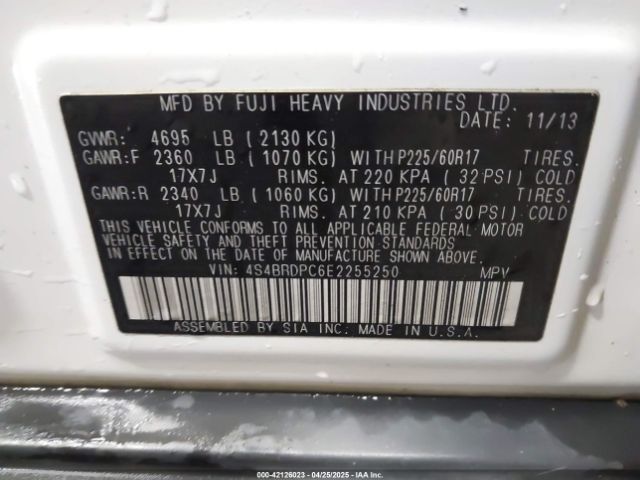 MFD BY FUJI HEAVY INDUSTRIES LTD.
DATE: 11/13
GVWR: 4695 LB (2130 KG)
GAWR:F 2360 LB (1070 KG) WITH P225/60R17 TIRES.
17X7J RIMS. AT 220 KPA (32 PSI) COLD
GAWR:R 2340 LB (1060 KG) WITH P225/60R17 TIRES.
17X7J RIMS. AT 210 KPA (30 PSI) COLD
THIS VEHICLE CONFORMS TO ALL APPLICABLE FEDERAL MOTOR
VEHICLE SAFETY AND THEFT PREVENTION STANDARDS
IN EFFECT ON THE DATE OF MANUFACTURE SHOWN ABOVE.
VIN: 4S4BRDPC6E2255250 MPV
ASSEMBLED BY SIA INC: MADE IN U.S.A.
000-42126023 - 04/25/2025 - IAA Inc.